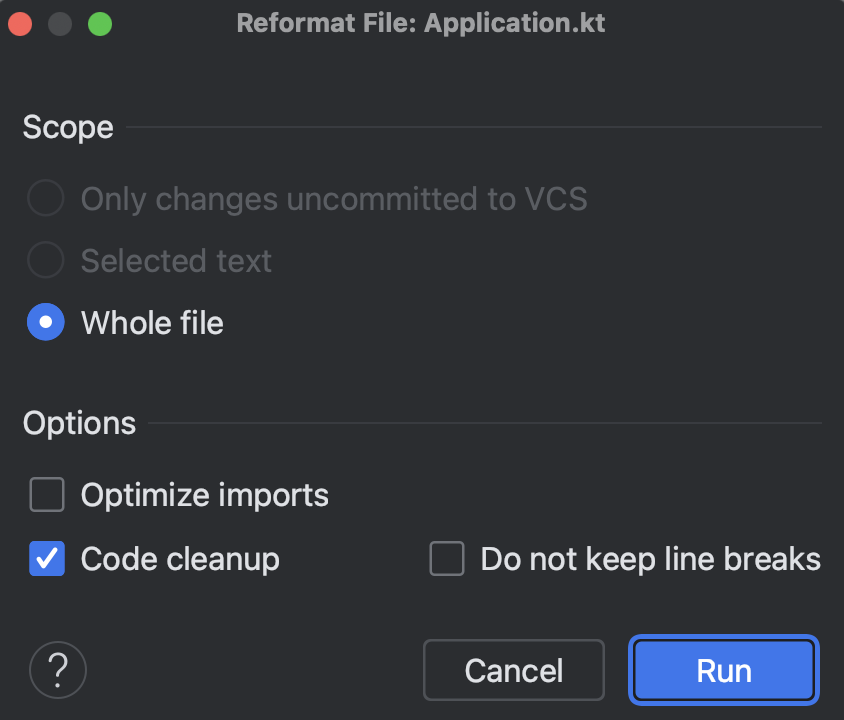 Reformat File: Application.kt
Scope
Only changes uncommitted to VCS
Selected text
Whole file
Options
Optimize imports
Code cleanup Do not keep line breaks
? Cancel Run